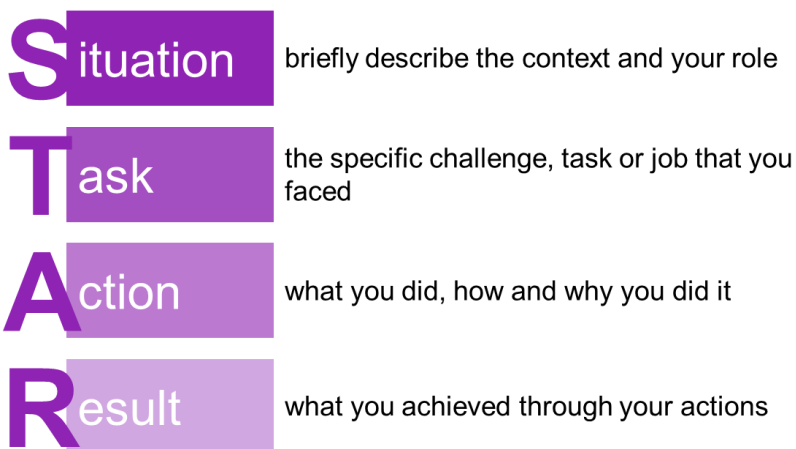 Situation
briefly describe the context and your role
Task
the specific challenge, task or job that you
faced
Action
what you did, how and why you did it
Result
what you achieved through your actions